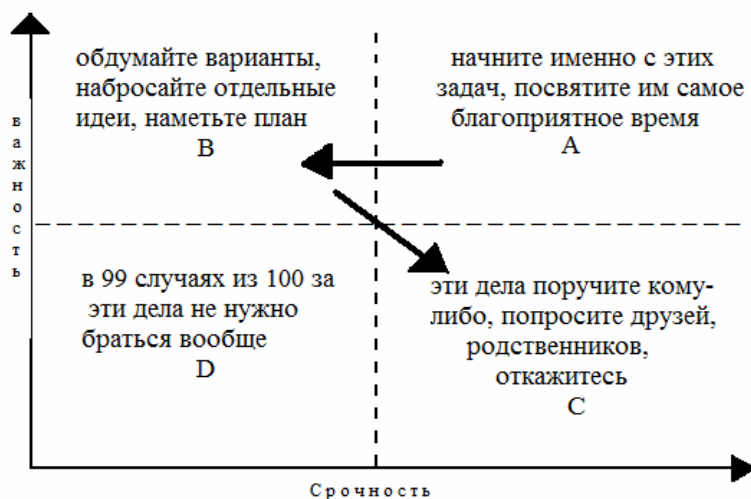 важность
обдумайте варианты,
набросайте отдельные
идеи, наметьте план
B
начните именно с этих
задач, посвятите им самое
благоприятное время
A
в 99 случаях из 100 за
эти дела не нужно
браться вообще
D
эти дела поручите кому-
либо, попросите друзей,
родственников,
откажитесь
C
Срочность